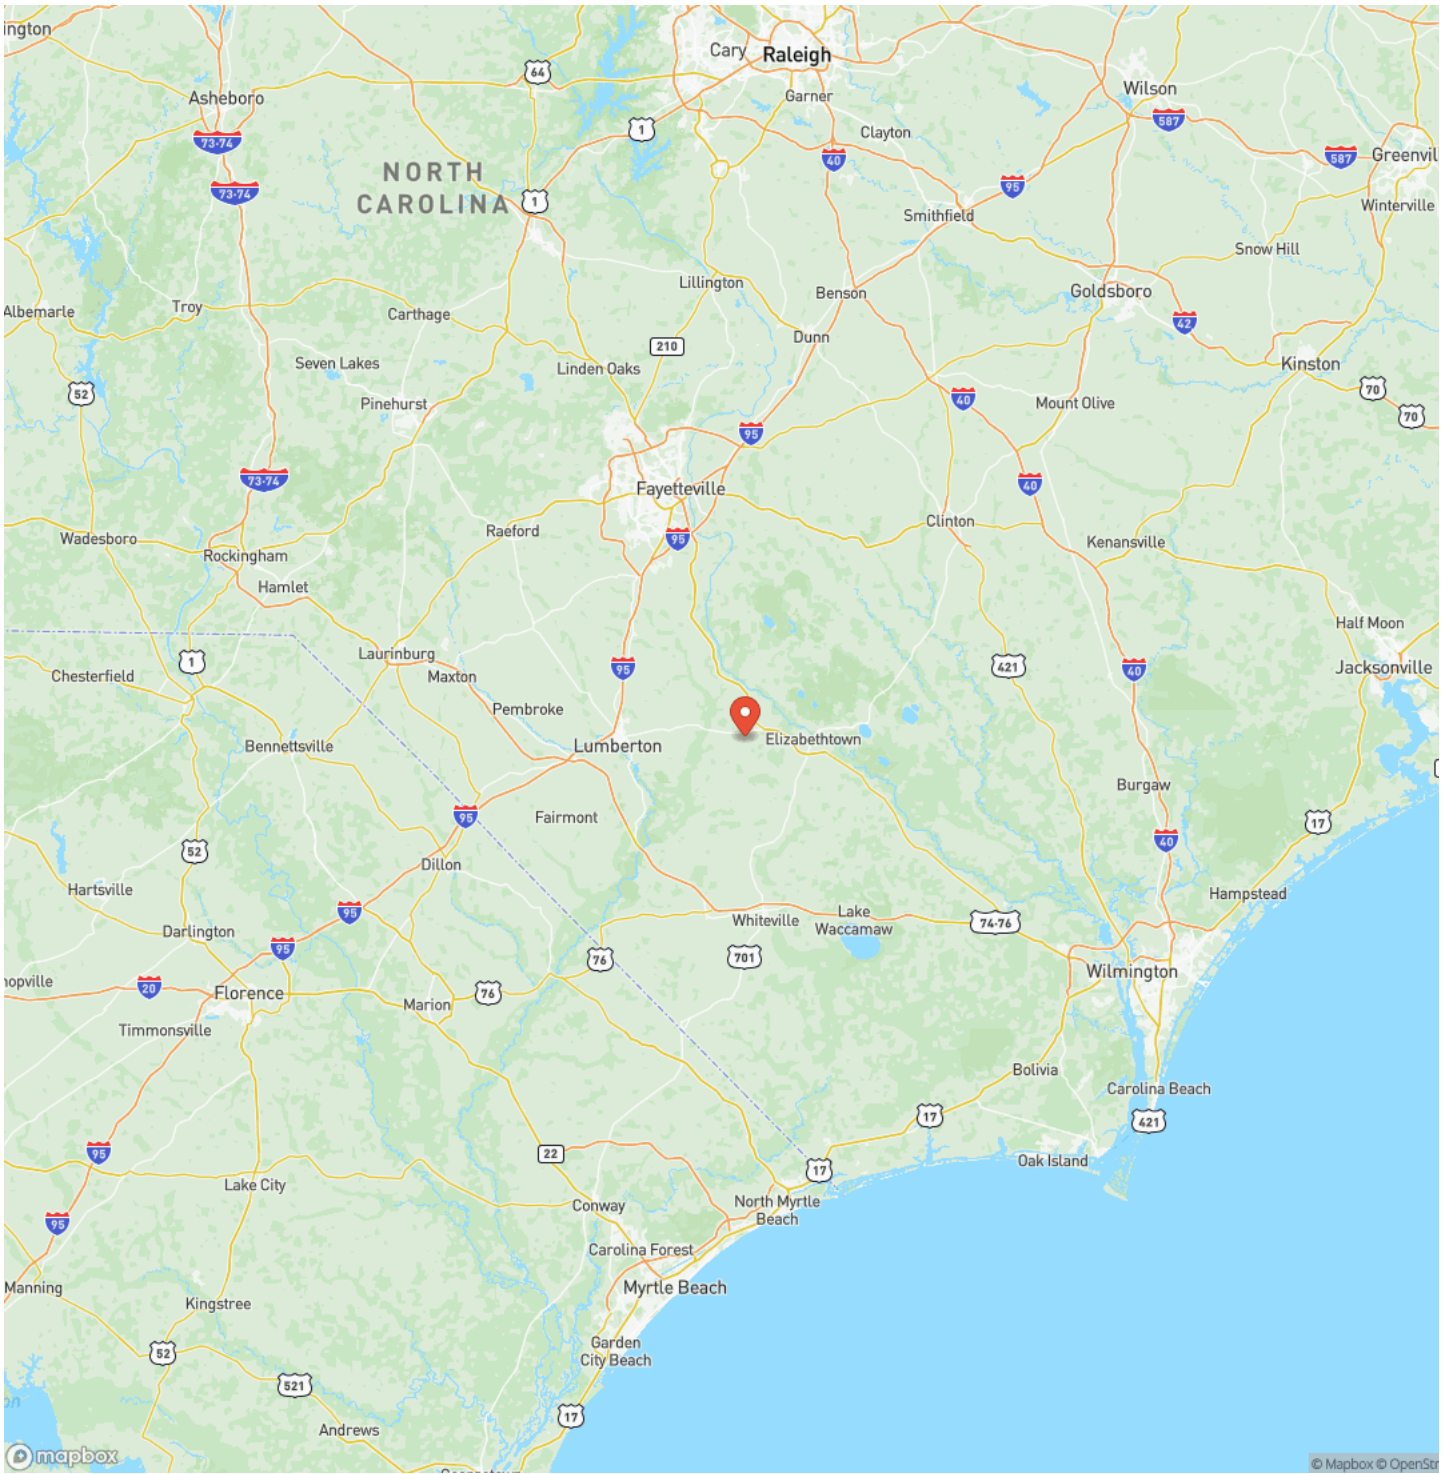 ington
Cary
Raleigh
64
Asheboro
Garner
Wilson
73-74
1
587
Clayton
40
587
Greenvil
NORTH
CAROLINA
73-74
1
95
Winterville
Smithfield
Snow Hill
Lillington
Benson
Goldsboro
Albemarle
Troy
Carthage
42
Dunn
210
Seven Lakes
Linden Oaks
Kinston
52
Pinehurst
40
Mount Olive
70
70
95
73-74
Fayetteville
40
Raeford
Clinton
Wadesboro
95
Kenansville
Rockingham
Hamlet
Half Moon
Laurinburg
1
Chesterfield
Maxton
95
421
40
Jacksonville
Pembroke
Bennettsville
Lumberton
Elizabethtown
Burgaw
95
Fairmont
17
52
Dillon
40
Hartsville
Hampstead
95
Whiteville
Lake
Waccamaw
74-76
Darlington
95
76
701
Wilmington
nopville
20
Florence
76
Marion
Timmonsville
Bolivia
Carolina Beach
17
421
95
22
Oak Island
17
Lake City
North Myrtle
Beach
Conway
95
Carolina Forest
Manning
Myrtle Beach
Kingstree
52
Garden
City Beach
521
17
Andrews
mapbox
© Mapbox © OpenStr